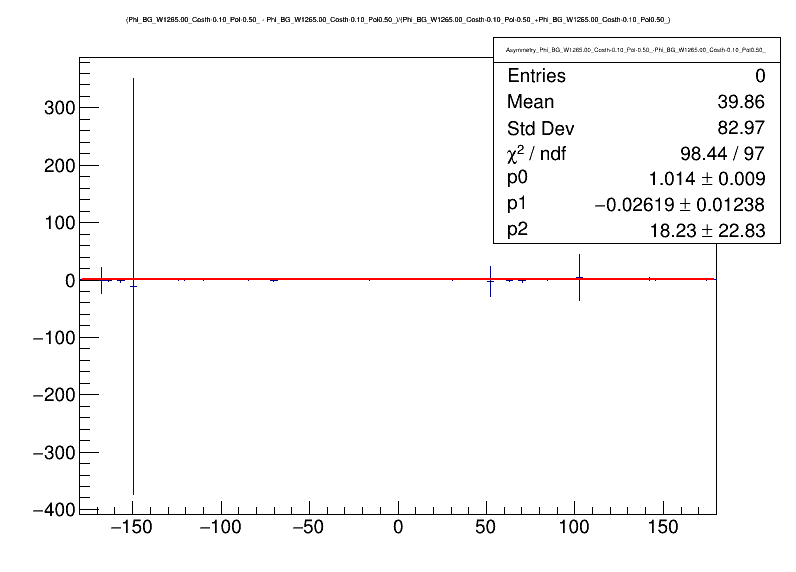 (Phi_BG_W1265.00_Costh-0.10_Pol-0.50_ - Phi_BG_W1265.00_Costh-0.10_Pol0.50_)/(Phi_BG_W1265.00_Costh-0.10_Pol-0.50_+Phi_BG_W1265.00_Costh-0.10_Pol0.50_)
Asymmetry_Phi_BG_W1265.00_Costh-0.10_Pol-0.50_-Phi_BG_W1265.00_Costh-0.10_Pol0.50_
Entries 0
Mean 39.86
Std Dev 82.97
χ² / ndf 98.44 / 97
p0 1.014 ± 0.009
p1 −0.02619 ± 0.01238
p2 18.23 ± 22.83
300
200
100
0
−100
−200
−300
−400
−150 −100 −50 0 50 100 150